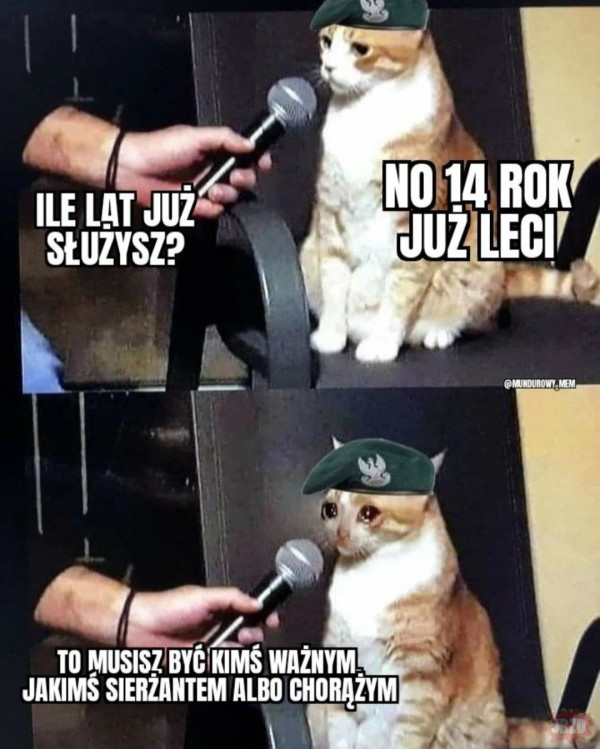 ILE LAT JUŻ
SŁUŻYSZ?
NO 14 ROK
JUŻ LECI
@MUNDUROWY_MEM
TO MUSISZ BYĆ KIMŚ WAŻNYM
JAKIMŚ SIERŻANTEM ALBO CHORĄŻYM
JBZD